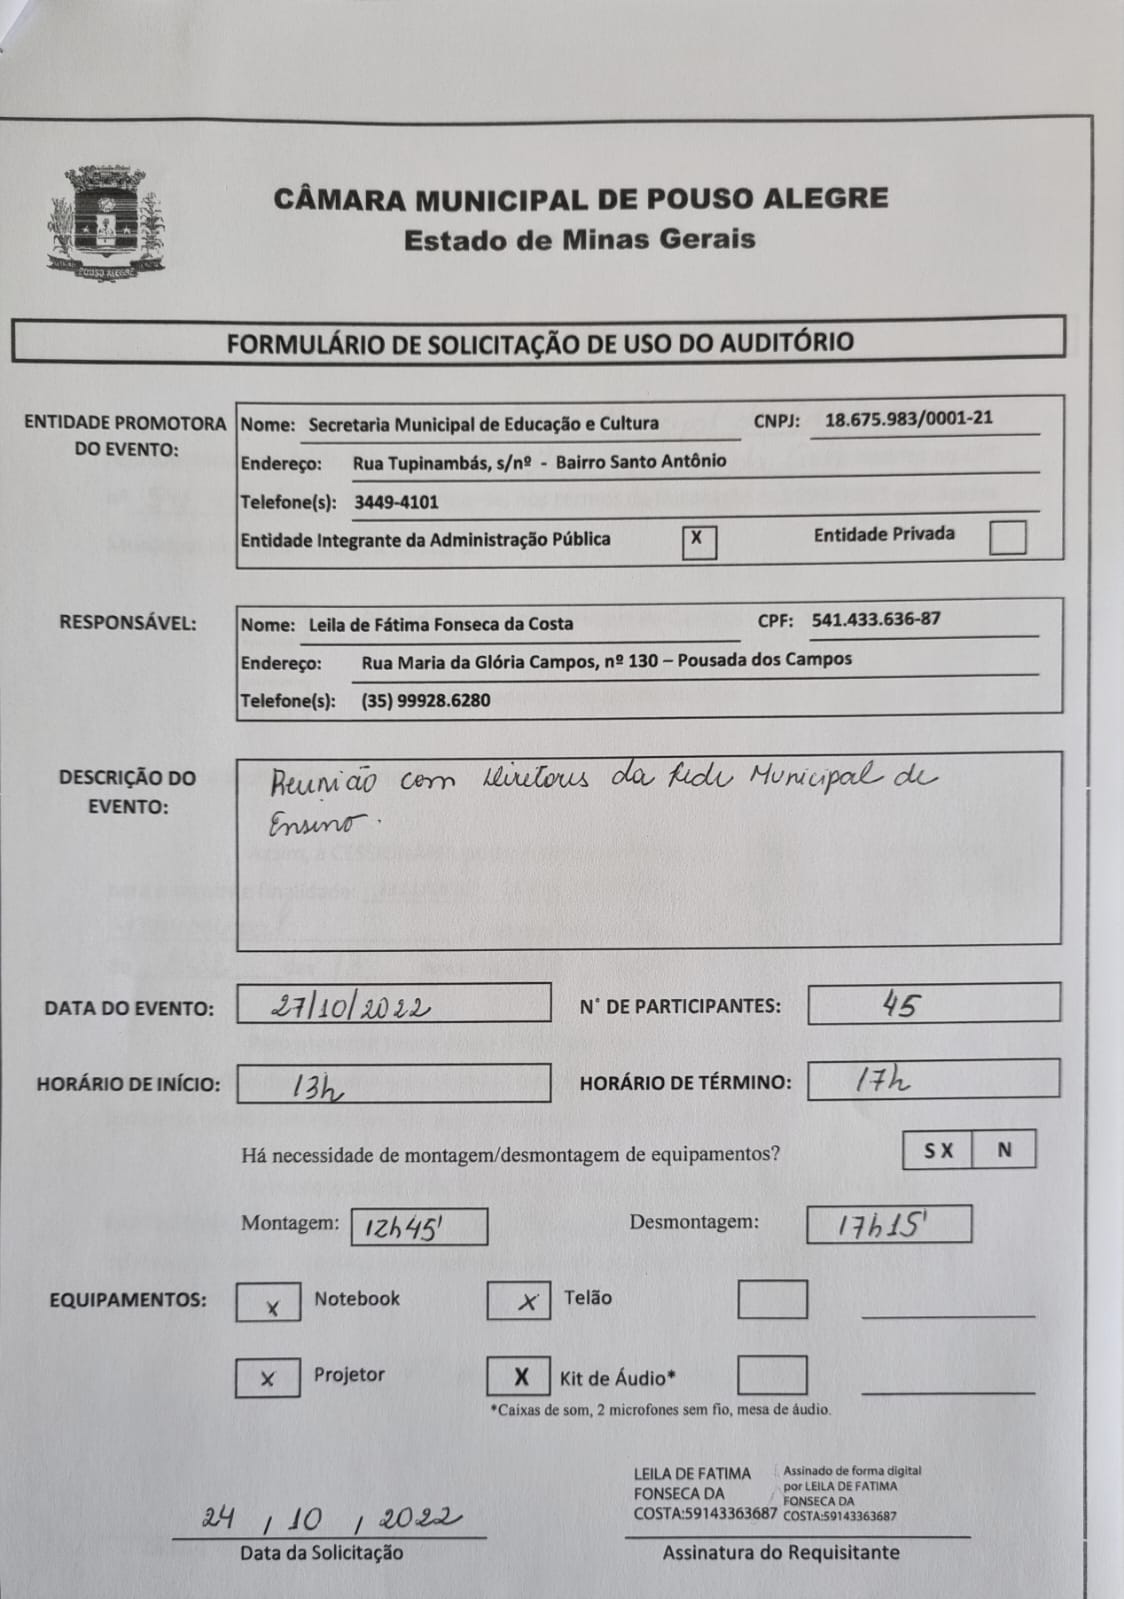 CÂMARA MUNICIPAL DE POUSO ALEGRE
Estado de Minas Gerais
POUSO ALEGRE
FORMULÁRIO DE SOLICITAÇÃO DE USO DO AUDITÓRIO
ENTIDADE PROMOTORA DO EVENTO:
Nome: Secretaria Municipal de Educação e Cultura CNPJ: 18.675.983/0001-21
Endereço: Rua Tupinambás, s/nº - Bairro Santo Antônio
Telefone(s): 3449-4101
Entidade Integrante da Administração Pública X Entidade Privada
RESPONSÁVEL:
Nome: Leila de Fátima Fonseca da Costa CPF: 541.433.636-87
Endereço: Rua Maria da Glória Campos, nº 130 – Pousada dos Campos
Telefone(s): (35) 99928.6280
DESCRIÇÃO DO EVENTO:
Reunião com Diretores da Rede Municipal de
Ensino.
DATA DO EVENTO: 27/10/2022 N° DE PARTICIPANTES: 45
HORÁRIO DE INÍCIO: 13h HORÁRIO DE TÉRMINO: 17h
Há necessidade de montagem/desmontagem de equipamentos? S X N
Montagem: 12h45' Desmontagem: 17h15'
EQUIPAMENTOS: X Notebook X Telão
X Projetor X Kit de Áudio*
*Caixas de som, 2 microfones sem fio, mesa de áudio.
LEILA DE FATIMA
FONSECA DA
COSTA:59143363687
Assinado de forma digital
por LEILA DE FATIMA
FONSECA DA
COSTA:59143363687
24 / 10 / 2022
Data da Solicitação
Assinatura do Requisitante